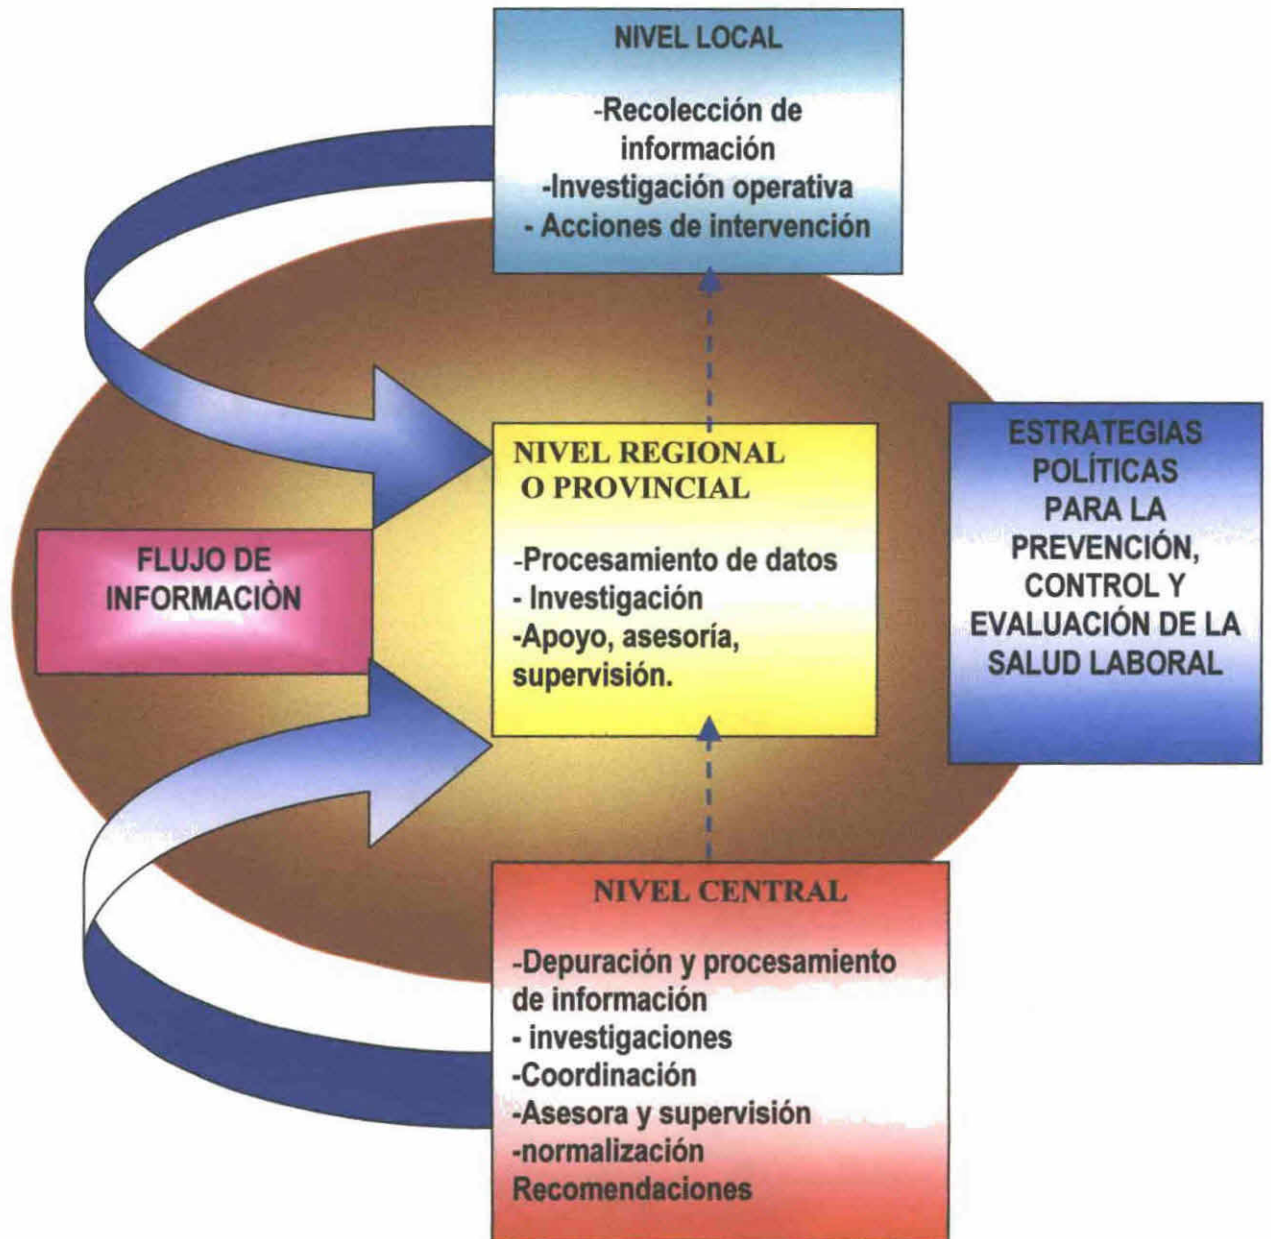 NIVEL LOCAL
-Recolección de
información
-Investigación operativa
- Acciones de intervención
NIVEL REGIONAL
O PROVINCIAL
-Procesamiento de datos
- Investigación
-Apoyo, asesoría,
supervisión.
FLUJO DE
INFORMACIÒN
ESTRATEGIAS
POLÍTICAS
PARA LA
PREVENCIÓN,
CONTROL Y
EVALUACIÓN DE LA
SALUD LABORAL
NIVEL CENTRAL
-Depuración y procesamiento
de información
- investigaciones
-Coordinación
-Asesora y supervisión
-normalización
Recomendaciones